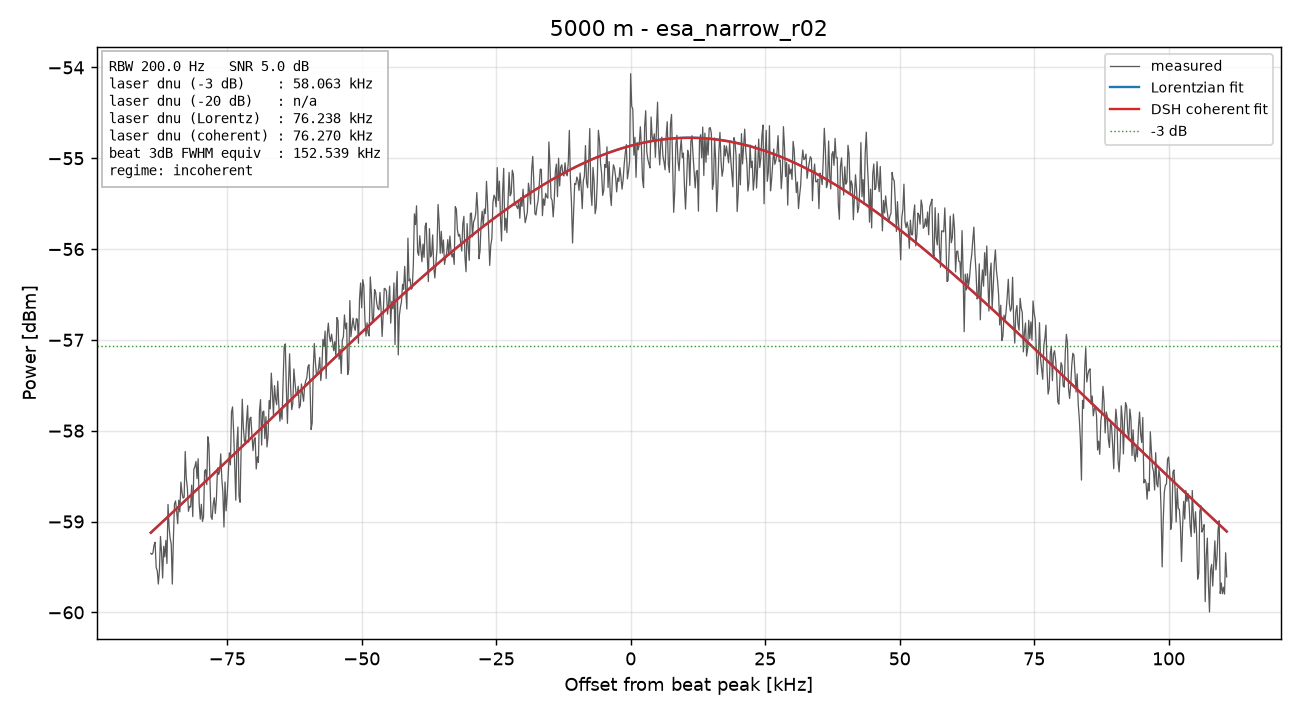 5000 m - esa_narrow_r02
RBW 200.0 Hz   SNR 5.0 dB
laser dnu (-3 dB)    : 58.063 kHz
laser dnu (-20 dB)   : n/a
laser dnu (Lorentz)  : 76.238 kHz
laser dnu (coherent) : 76.270 kHz
beat 3dB FWHM equiv  : 152.539 kHz
regime: incoherent
measured
Lorentzian fit
DSH coherent fit
-3 dB
Power [dBm]
−54
−55
−56
−57
−58
−59
−60
−75 −50 −25 0 25 50 75 100
Offset from beat peak [kHz]